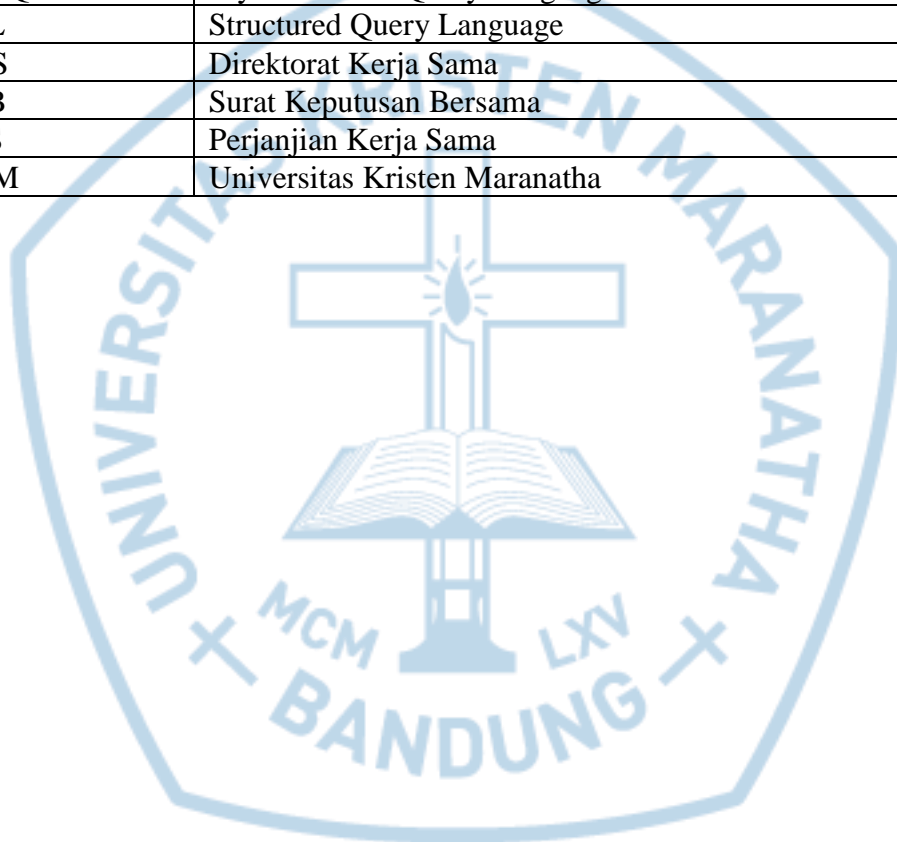 L Structured Query Language
S Direktorat Kerja Sama
B Surat Keputusan Bersama
Perjanjian Kerja Sama
M Universitas Kristen Maranatha
UNIVERSITAS KRISTEN MARANATHA
MCM LXV
BANDUNG